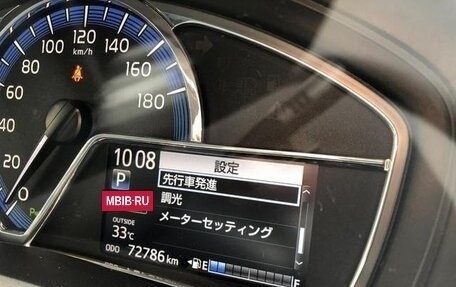 0
20
40
60
80
100
120
140
160
180
km/h
10:08
設定
P
先行車発進
調光
メーターセッティング
MBIB-RU
OUTSIDE
33℃
ODO 72786 km
E
F